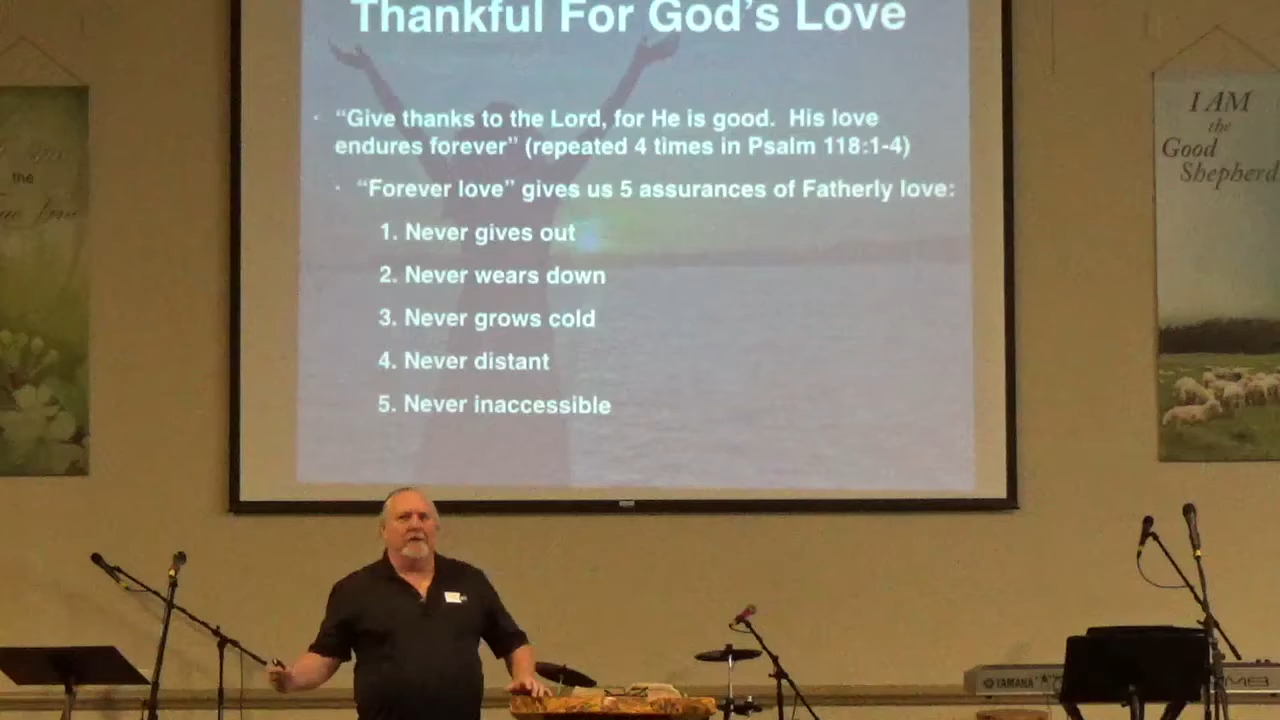 Thankful For God's Love
· "Give thanks to the Lord, for He is good. His love
endures forever" (repeated 4 times in Psalm 118:1-4)
· "Forever love" gives us 5 assurances of Fatherly love:
1. Never gives out
2. Never wears down
3. Never grows cold
4. Never distant
5. Never inaccessible
the
I AM
the
Good
Shepherd
YAMAHA